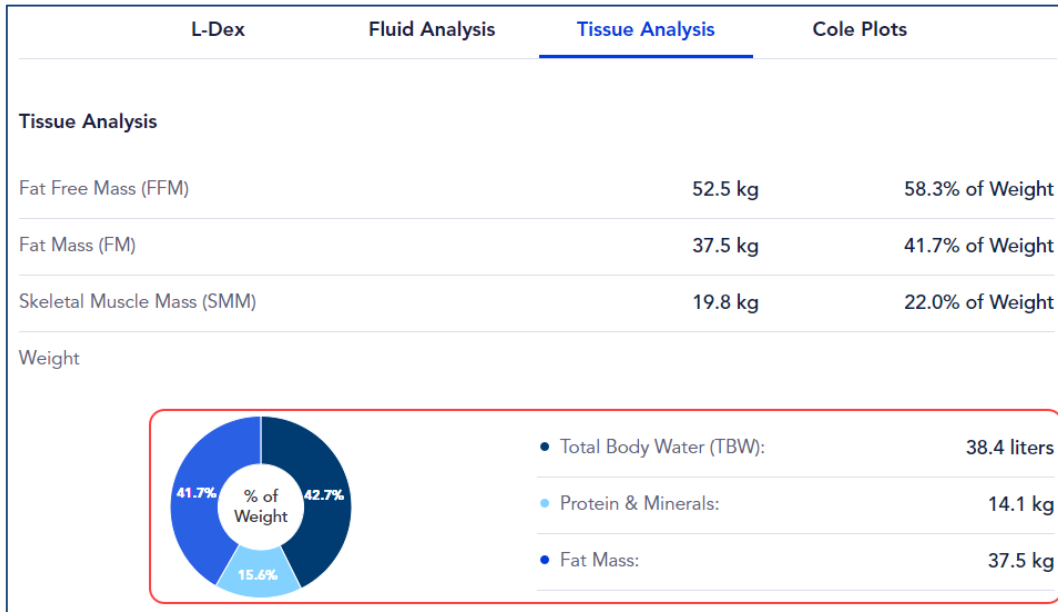 L-Dex Fluid Analysis Tissue Analysis Cole Plots
Tissue Analysis
Fat Free Mass (FFM) 52.5 kg 58.3% of Weight
Fat Mass (FM) 37.5 kg 41.7% of Weight
Skeletal Muscle Mass (SMM) 19.8 kg 22.0% of Weight
Weight
41.7% % of Weight 42.7%
15.6%
Total Body Water (TBW): 38.4 liters
Protein & Minerals: 14.1 kg
Fat Mass: 37.5 kg